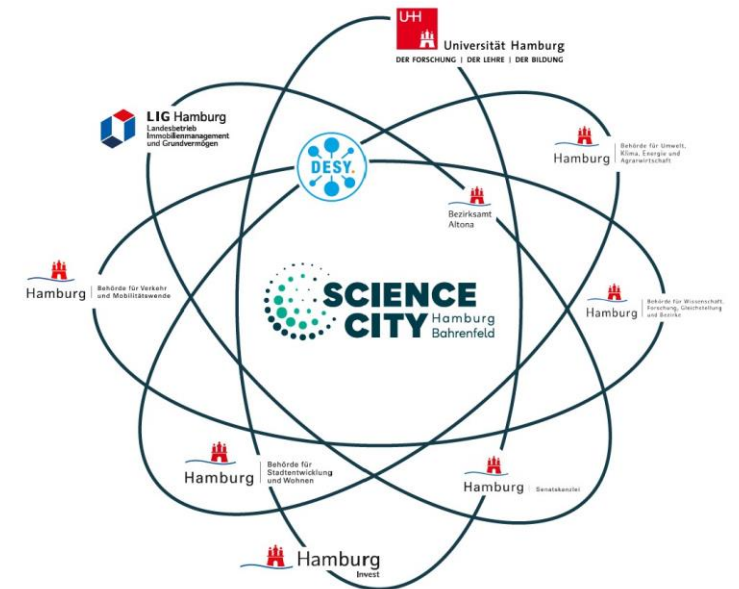 UH
Universität Hamburg
DER FORSCHUNG | DER LEHRE | DER BILDUNG
LIG Hamburg
Landesbetrieb
Immobilienmanagement
und Grundvermögen
DESY.
Hamburg
Behörde für Umwelt,
Klima, Energie und
Agrarwirtschaft
Bezirksamt
Altona
Hamburg
Behörde für Verkehr
und Mobilitätswende
SCIENCE
CITY
Hamburg
Bahrenfeld
Hamburg
Behörde für Wissenschaft,
Forschung, Gleichstellung
und Bezirke
Hamburg
Behörde für
Stadtentwicklung
und Wohnen
Hamburg
Senatskanzlei
Hamburg
Invest